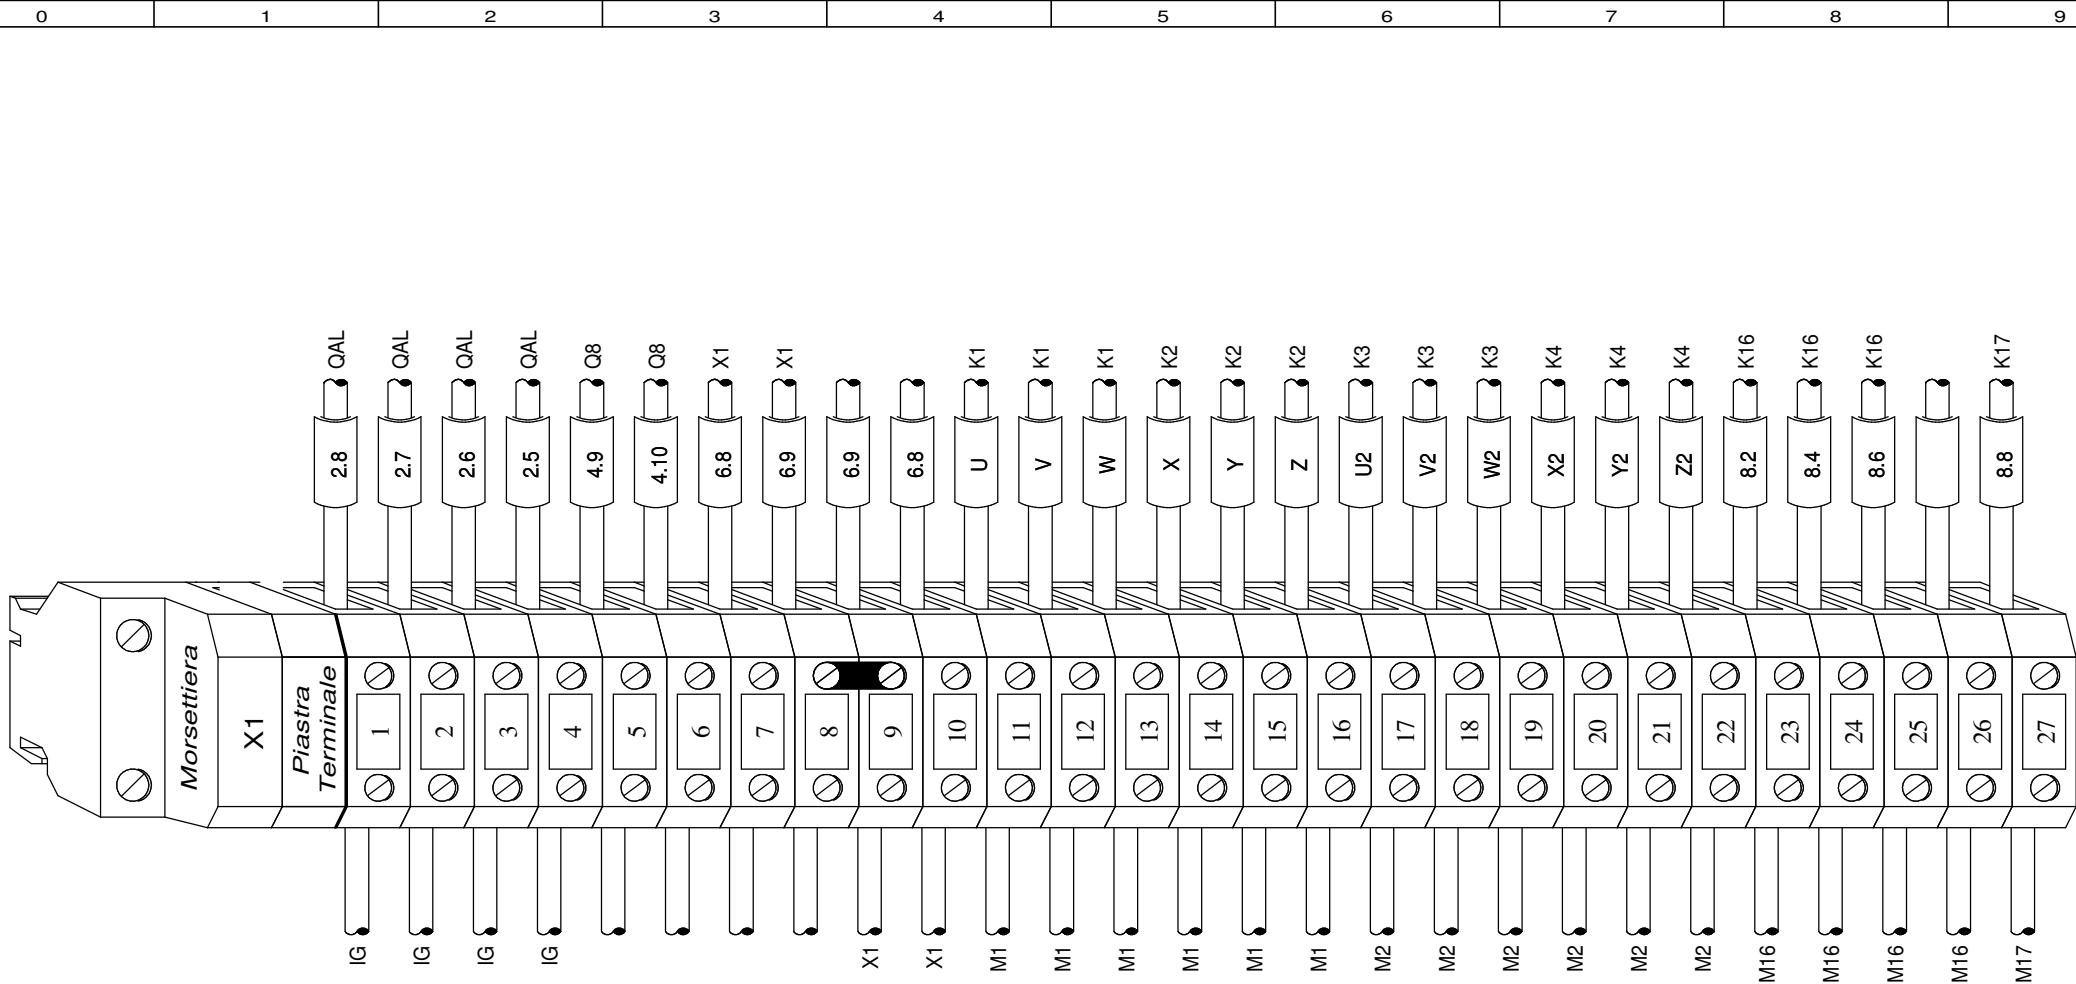 0 1 2 3 4 5 6 7 8 9
QAL QAL QAL QAL Q8 Q8 X1 X1 K1 K1 K1 K2 K2 K2 K3 K3 K3 K4 K4 K4 K16 K16 K16 K17
2.8 2.7 2.6 2.5 4.9 4.10 6.8 6.9 6.9 6.8 U V W X Y Z U2 V2 W2 X2 Y2 Z2 8.2 8.4 8.6 8.8
Morsettiera
X1
Piastra
Terminale
1 2 3 4 5 6 7 8 9 10 11 12 13 14 15 16 17 18 19 20 21 22 23 24 25 26 27
IG IG IG IG X1 X1 M1 M1 M1 M1 M1 M1 M2 M2 M2 M2 M2 M2 M16 M16 M16 M16 M17